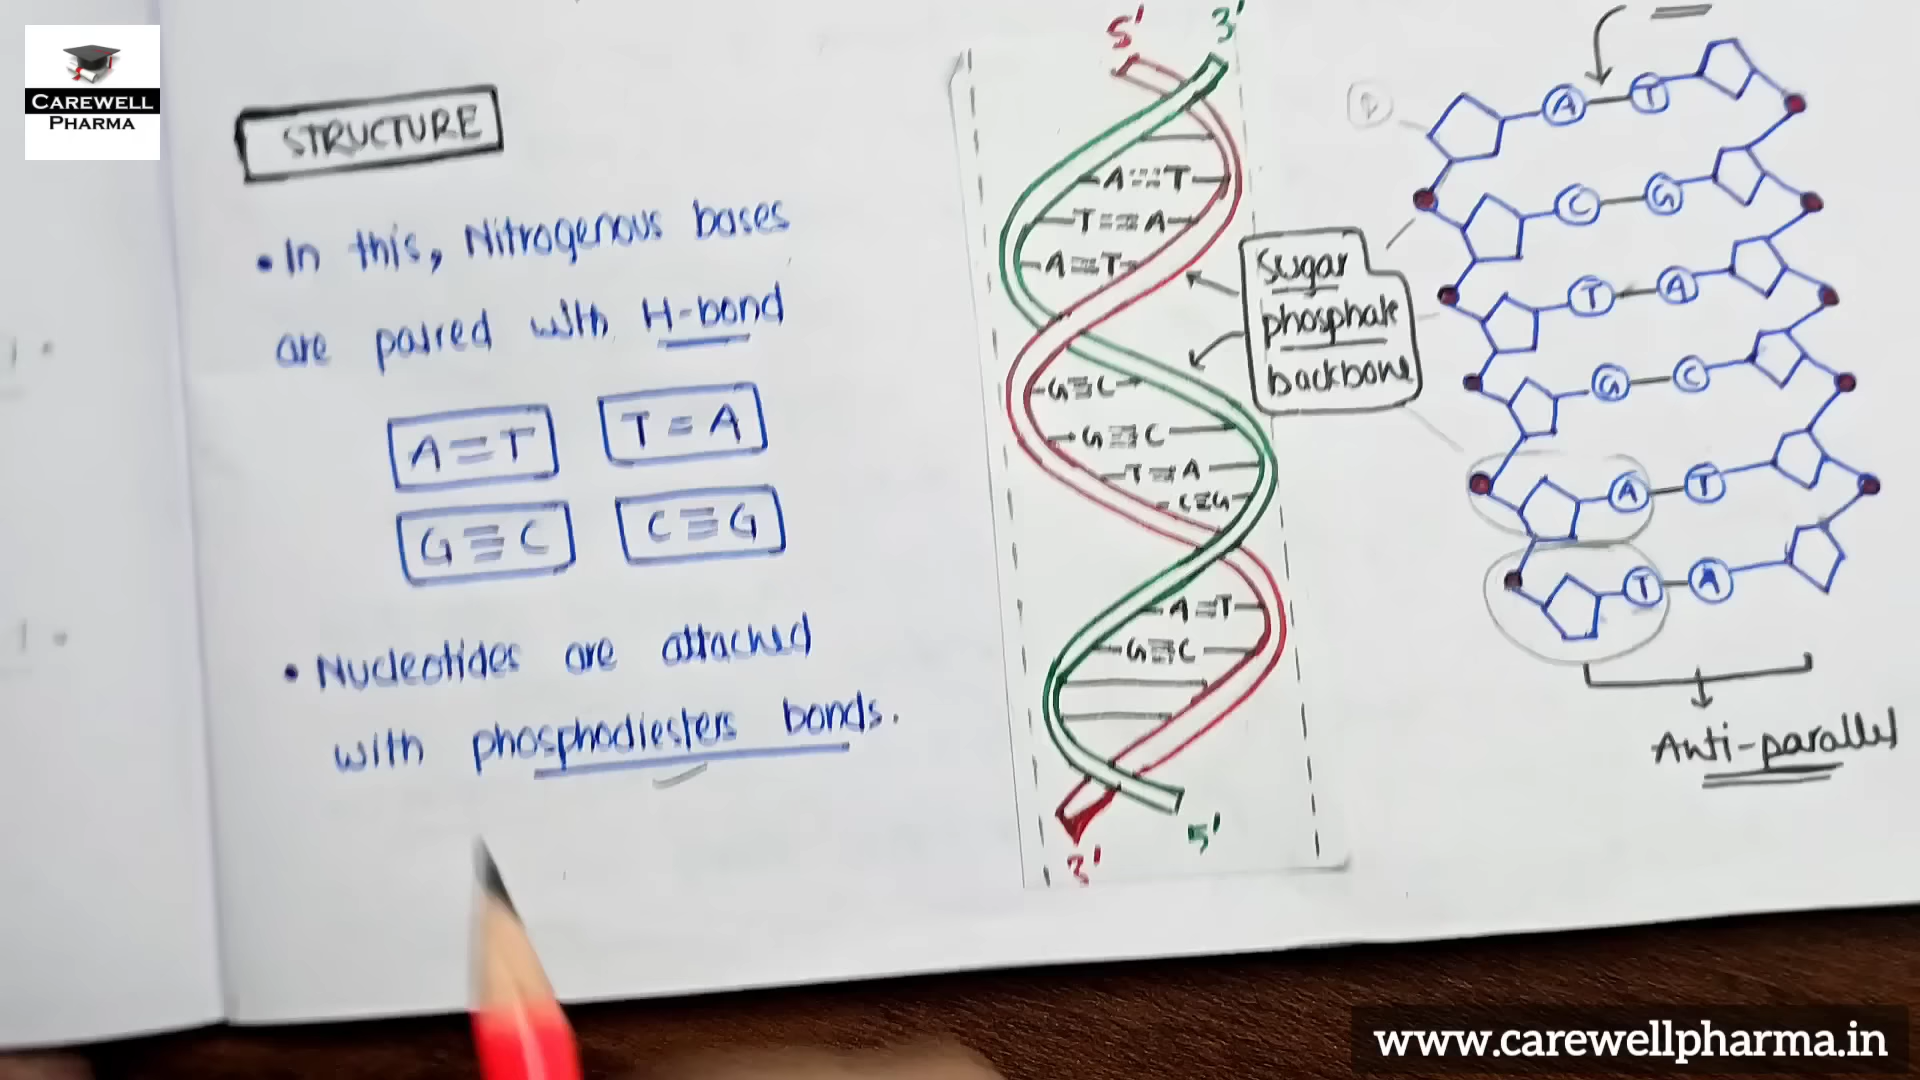 CAREWELL
PHARMA
STRUCTURE
• In this, Nitrogenous bases
are paired with H-bond
A = T
T = A
G ≡ C
C ≡ G
• Nucleotides are attached
with phosphodiesters bonds.
5'
3'
A = T
T = A
A = T
G ≡ C
G ≡ C
T = A
C ≡ G
A = T
G ≡ C
3'
5'
Sugar
phosphate
backbone
P
A T
C G
T A
G C
A T
T A
Anti-parallel
www.carewellpharma.in